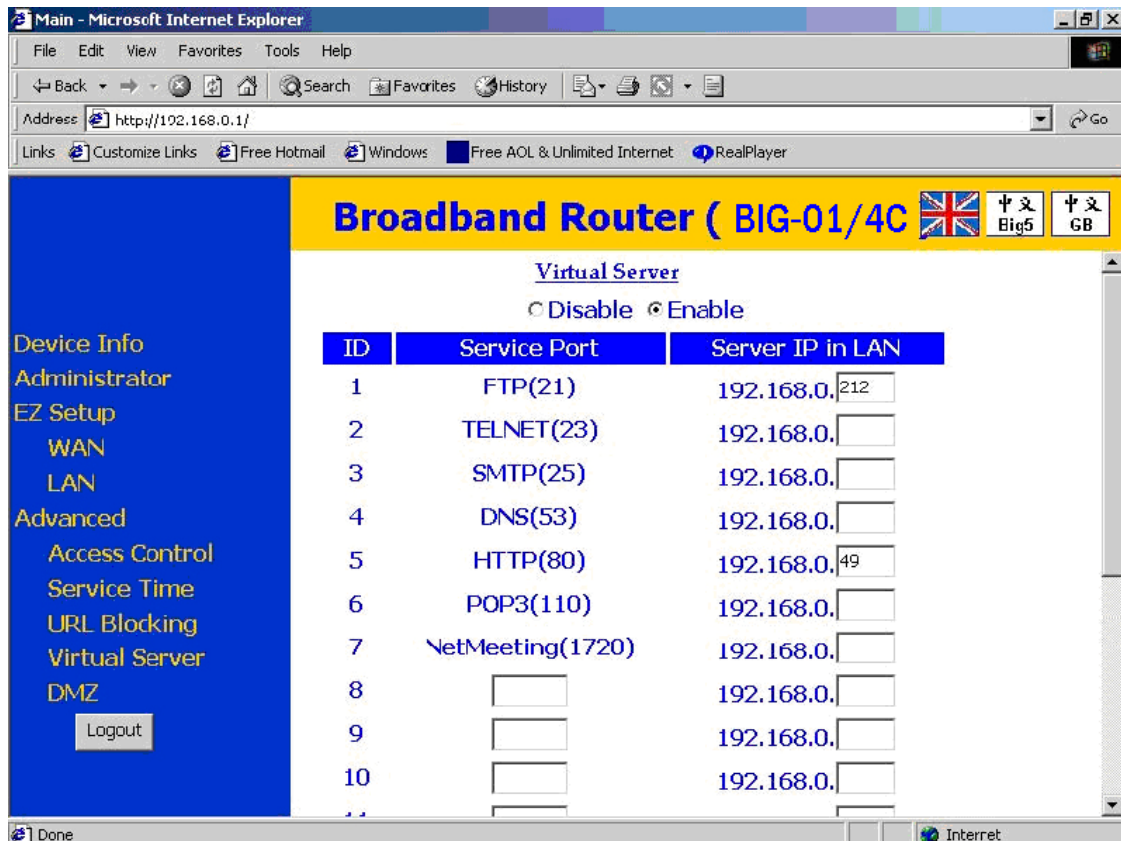 Main - Microsoft Internet Explorer
File Edit View Favorites Tools Help
Back Search Favorites History
Address http://192.168.0.1/ Go
Links Customize Links Free Hotmail Windows Free AOL & Unlimited Internet RealPlayer
Broadband Router ( BIG-01/4C
中文 Big5
中文 GB
Virtual Server
Disable Enable
Device Info
Administrator
EZ Setup
WAN
LAN
Advanced
Access Control
Service Time
URL Blocking
Virtual Server
DMZ
Logout
ID Service Port Server IP in LAN
1 FTP(21) 192.168.0. 212
2 TELNET(23) 192.168.0.
3 SMTP(25) 192.168.0.
4 DNS(53) 192.168.0.
5 HTTP(80) 192.168.0. 49
6 POP3(110) 192.168.0.
7 NetMeeting(1720) 192.168.0.
8 192.168.0.
9 192.168.0.
10 192.168.0.
Done Internet